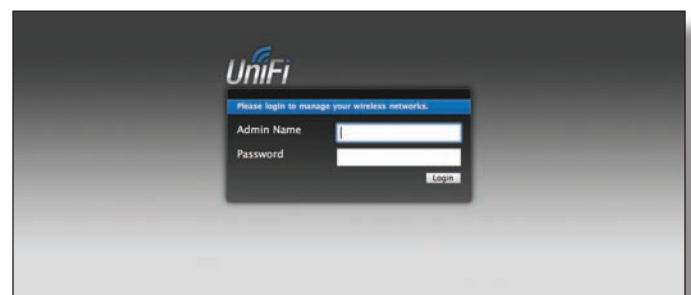 UniFi
Please login to manage your wireless networks.
Admin Name
Password
Login